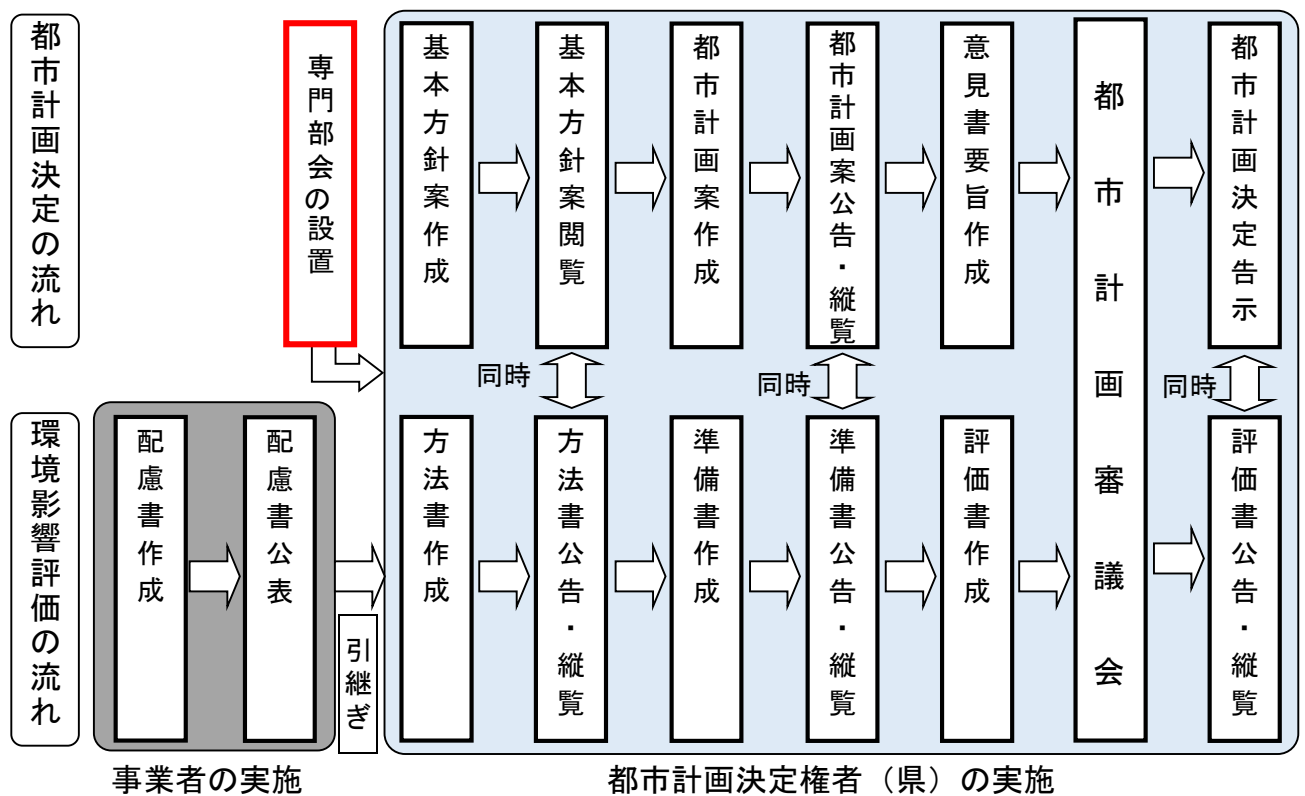 都市計画決定の流れ
専門部会の設置
基本方針案作成
基本方針案閲覧
都市計画案作成
都市計画案公告・縦覧
意見書要旨作成
都市計画審議会
都市計画決定告示
同時
同時
同時
環境影響評価の流れ
配慮書作成
配慮書公表
引継ぎ
方法書作成
方法書公告・縦覧
準備書作成
準備書公告・縦覧
評価書作成
評価書公告・縦覧
事業者の実施
都市計画決定権者（県）の実施